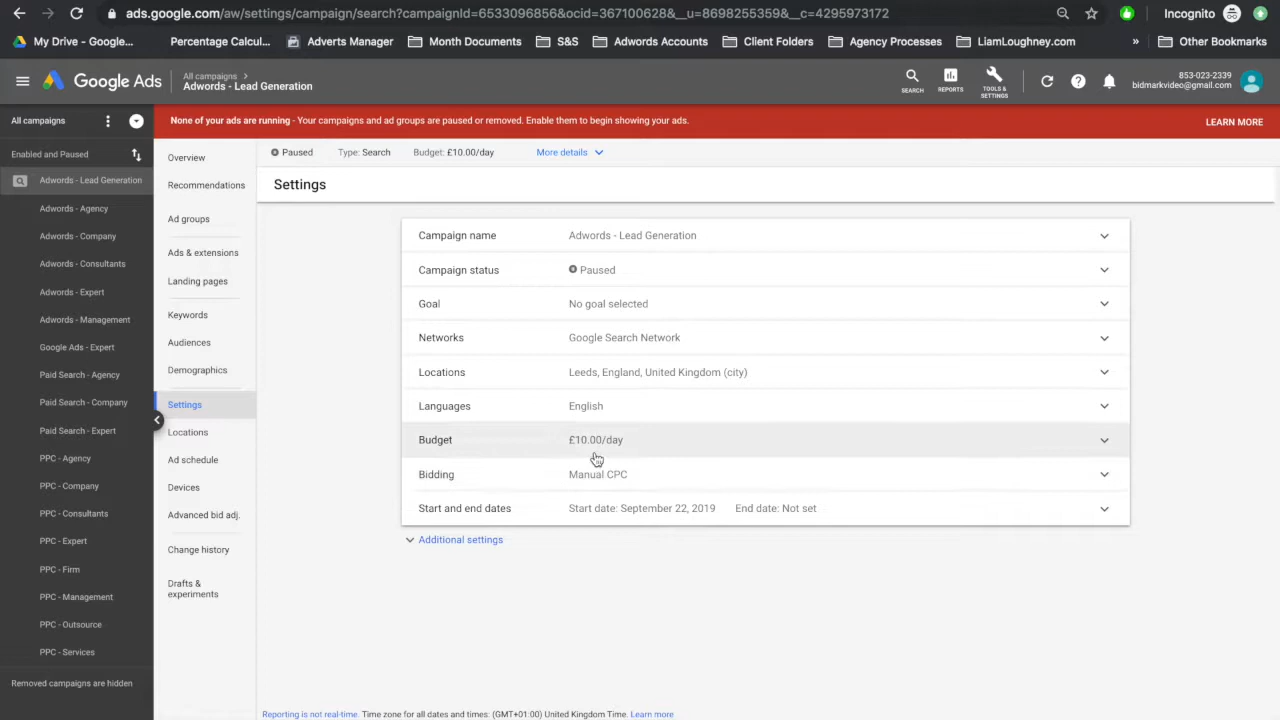 ads.google.com/aw/settings/campaign/search?campaignId=6533096856&ocid=367100628&__u=8698255359&__c=4295973172
Incognito
My Drive - Google...
Percentage Calcul...
Adverts Manager
Month Documents
S&S
Adwords Accounts
Client Folders
Agency Processes
LiamLoughney.com
»
Other Bookmarks
Google Ads
All campaigns >
Adwords - Lead Generation
SEARCH
REPORTS
TOOLS &
SETTINGS
853-023-2339
bidmarkvideo@gmail.com
None of your ads are running - Your campaigns and ad groups are paused or removed. Enable them to begin showing your ads.
LEARN MORE
All campaigns
Enabled and Paused
Adwords - Lead Generation
Adwords - Agency
Adwords - Company
Adwords - Consultants
Adwords - Expert
Adwords - Management
Google Ads - Expert
Paid Search - Agency
Paid Search - Company
Paid Search - Expert
PPC - Agency
PPC - Company
PPC - Consultants
PPC - Expert
PPC - Firm
PPC - Management
PPC - Outsource
PPC - Services
Removed campaigns are hidden
Overview
Recommendations
Ad groups
Ads & extensions
Landing pages
Keywords
Audiences
Demographics
Settings
Locations
Ad schedule
Devices
Advanced bid adj.
Change history
Drafts &
experiments
Paused Type: Search Budget: £10.00/day More details
Settings
Campaign name Adwords - Lead Generation
Campaign status Paused
Goal No goal selected
Networks Google Search Network
Locations Leeds, England, United Kingdom (city)
Languages English
Budget £10.00/day
Bidding Manual CPC
Start and end dates Start date: September 22, 2019 End date: Not set
Additional settings
Reporting is not real-time. Time zone for all dates and times: (GMT+01:00) United Kingdom Time. Learn more